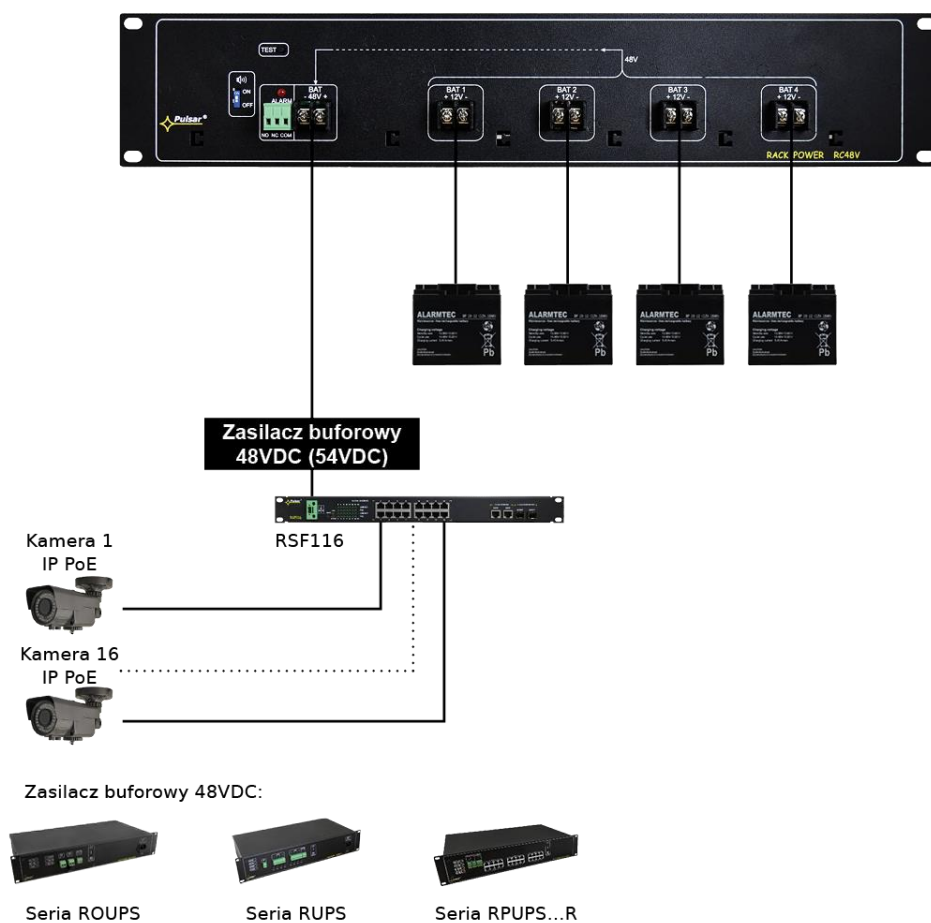 TEST
48V
ON
OFF
ALARM
NO NC COM
BAT
- 48V +
BAT 1
+ 12V -
BAT 2
+ 12V -
BAT 3
+ 12V -
BAT 4
+ 12V -
Pulsar®
RACK POWER RC48V
ALARMTEC
ALARMTEC
ALARMTEC
ALARMTEC
Pb
Pb
Pb
Pb
Zasilacz buforowy
48VDC (54VDC)
Pulsar
RSF116
Kamera 1
IP PoE
Kamera 16
IP PoE
Zasilacz buforowy 48VDC:
Seria ROUPS
Seria RUPS
Seria RPUPS...R